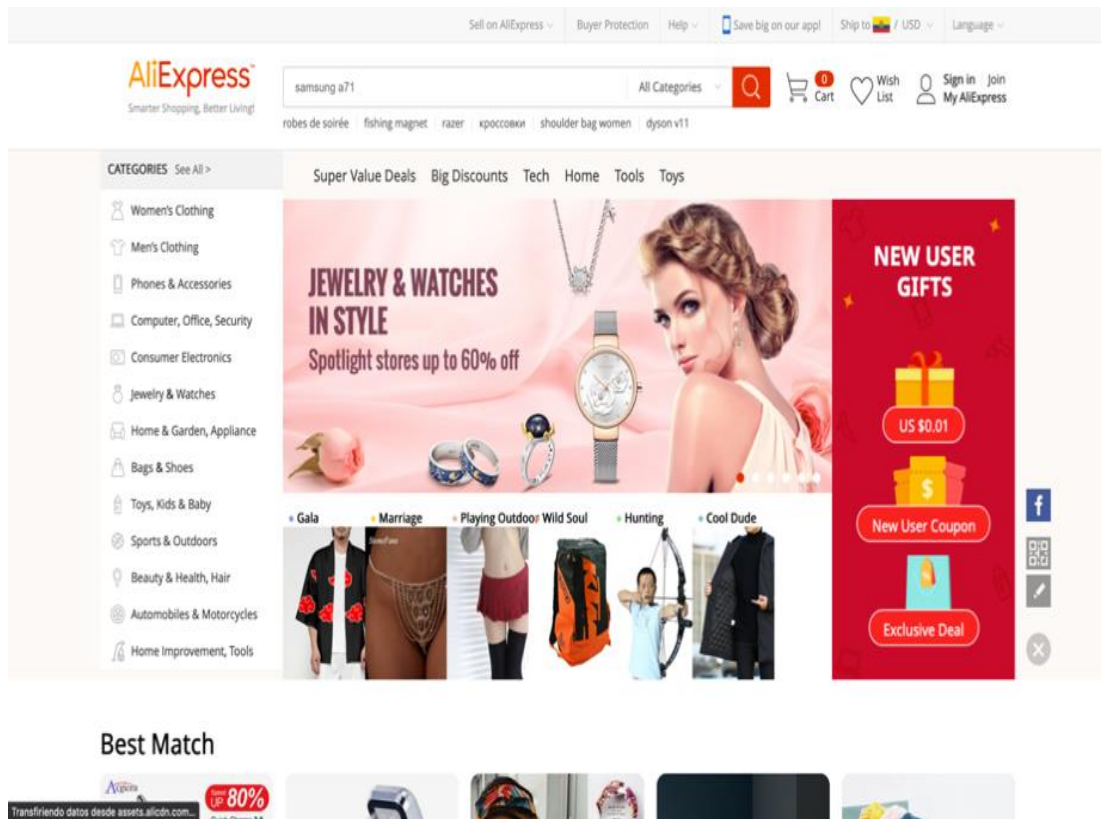 Sell on AliExpress
Buyer Protection
Help
Save big on our app!
Ship to / USD
Language
AliExpress
Smarter Shopping, Better Living!
samsung a71
All Categories
0
Cart
Wish
List
Sign in Join
My AliExpress
robes de soirée fishing magnet razer кроссовки shoulder bag women dyson v11
CATEGORIES See All >
Super Value Deals Big Discounts Tech Home Tools Toys
Women's Clothing
Men's Clothing
Phones & Accessories
Computer, Office, Security
Consumer Electronics
Jewelry & Watches
Home & Garden, Appliance
Bags & Shoes
Toys, Kids & Baby
Sports & Outdoors
Beauty & Health, Hair
Automobiles & Motorcycles
Home Improvement, Tools
JEWELRY & WATCHES
IN STYLE
Spotlight stores up to 60% off
NEW USER
GIFTS
US $0.01
$
New User Coupon
Exclusive Deal
Gala
Marriage
Playing Outdoor
Wild Soul
Hunting
Cool Dude
f
Best Match
UP 80%
Transfiriendo datos desde assets.alicdn.com...